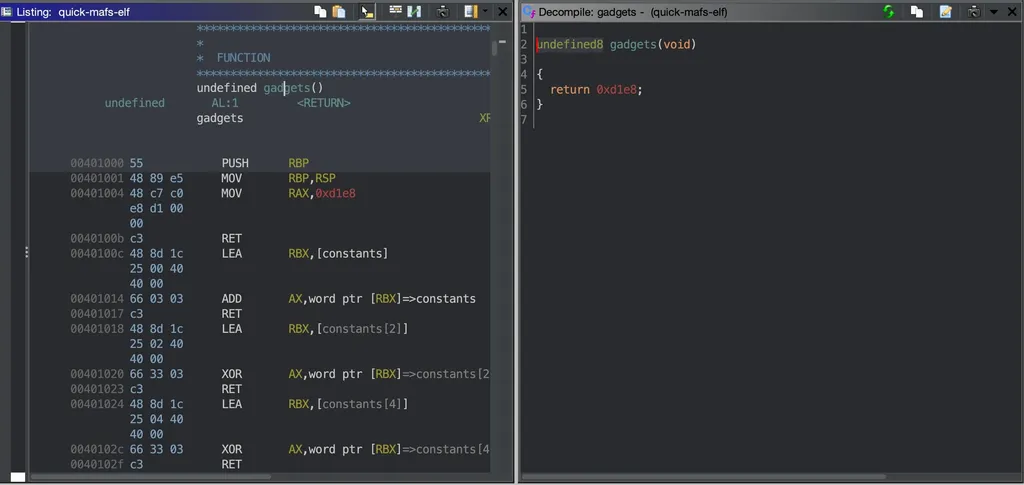 Listing: quick-mafs-elf
*****************************************
*
* FUNCTION
*****************************************
undefined gadgets()
undefined AL:1 <RETURN>
gadgets
00401000 55 PUSH RBP
00401001 48 89 e5 MOV RBP,RSP
00401004 48 c7 c0 MOV RAX,0xd1e8
e8 d1 00
00
0040100b c3 RET
0040100c 48 8d 1c LEA RBX,[constants]
25 00 40
40 00
00401014 66 03 03 ADD AX,word ptr [RBX]=>constants
00401017 c3 RET
00401018 48 8d 1c LEA RBX,[constants[2]]
25 02 40
40 00
00401020 66 33 03 XOR AX,word ptr [RBX]=>constants[2
00401023 c3 RET
00401024 48 8d 1c LEA RBX,[constants[4]]
25 04 40
40 00
0040102c 66 33 03 XOR AX,word ptr [RBX]=>constants[4
0040102f c3 RET
Decompile: gadgets - (quick-mafs-elf)
1
2 undefined8 gadgets(void)
3
4 {
5 return 0xd1e8;
6 }
7